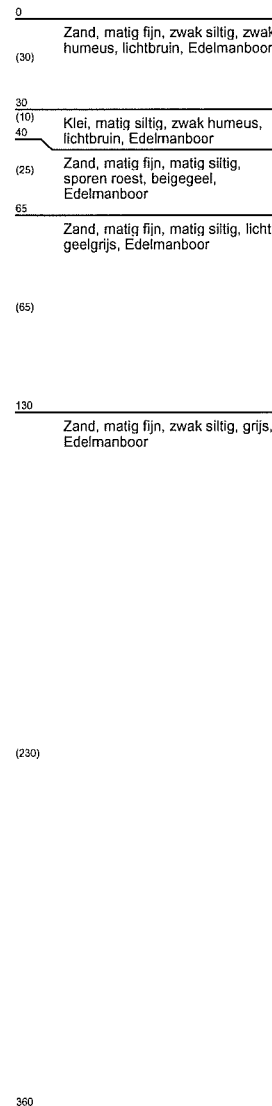 0
Zand, matig fijn, zwak siltig, zwak
humeus, lichtbruin, Edelmanboor
(30)
30
(10)
Klei, matig siltig, zwak humeus,
40
lichtbruin, Edelmanboor
Zand, matig fijn, matig siltig,
(25)
sporen roest, beigegeel,
Edelmanboor
65
Zand, matig fijn, matig siltig, licht
geelgrijs, Edelmanboor
(65)
130
Zand, matig fijn, zwak siltig, grijs,
Edelmanboor
(230)
360